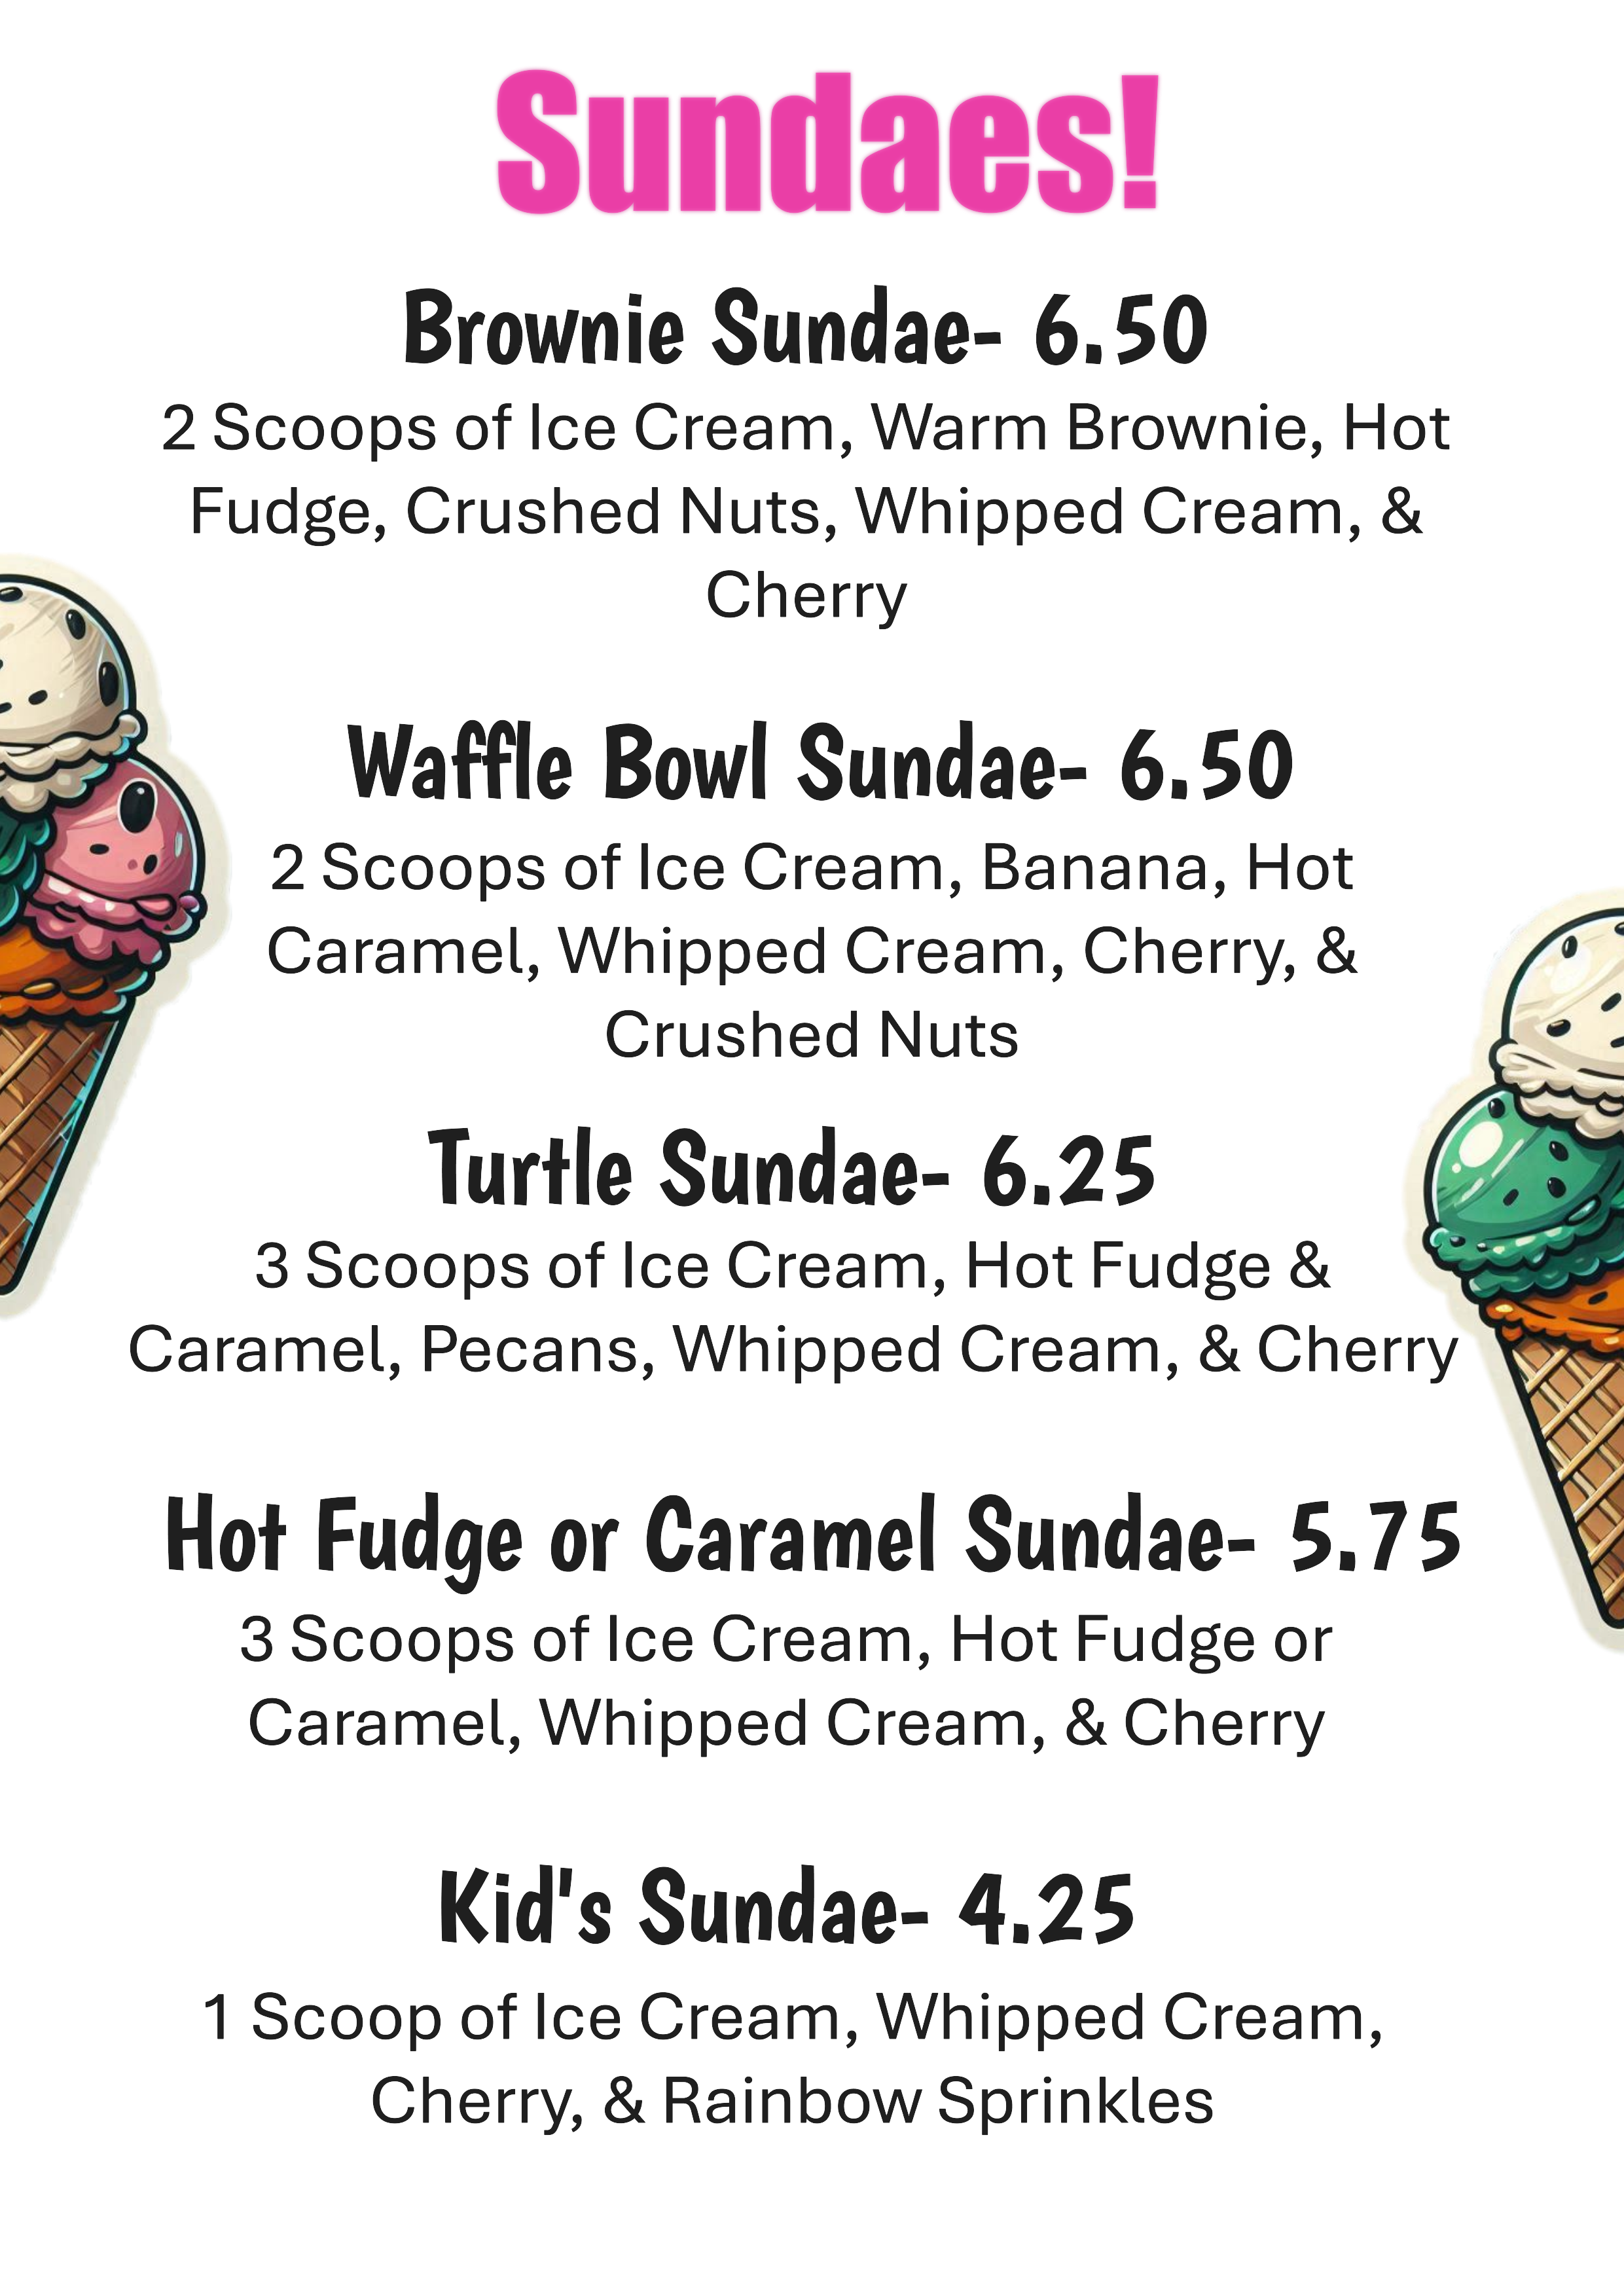 Sundaes!
Brownie Sundae- 6.50
2 Scoops of Ice Cream, Warm Brownie, Hot
Fudge, Crushed Nuts, Whipped Cream, &
Cherry
Waffle Bowl Sundae- 6.50
2 Scoops of Ice Cream, Banana, Hot
Caramel, Whipped Cream, Cherry, &
Crushed Nuts
Turtle Sundae- 6.25
3 Scoops of Ice Cream, Hot Fudge &
Caramel, Pecans, Whipped Cream, & Cherry
Hot Fudge or Caramel Sundae- 5.75
3 Scoops of Ice Cream, Hot Fudge or
Caramel, Whipped Cream, & Cherry
Kid's Sundae- 4.25
1 Scoop of Ice Cream, Whipped Cream,
Cherry, & Rainbow Sprinkles